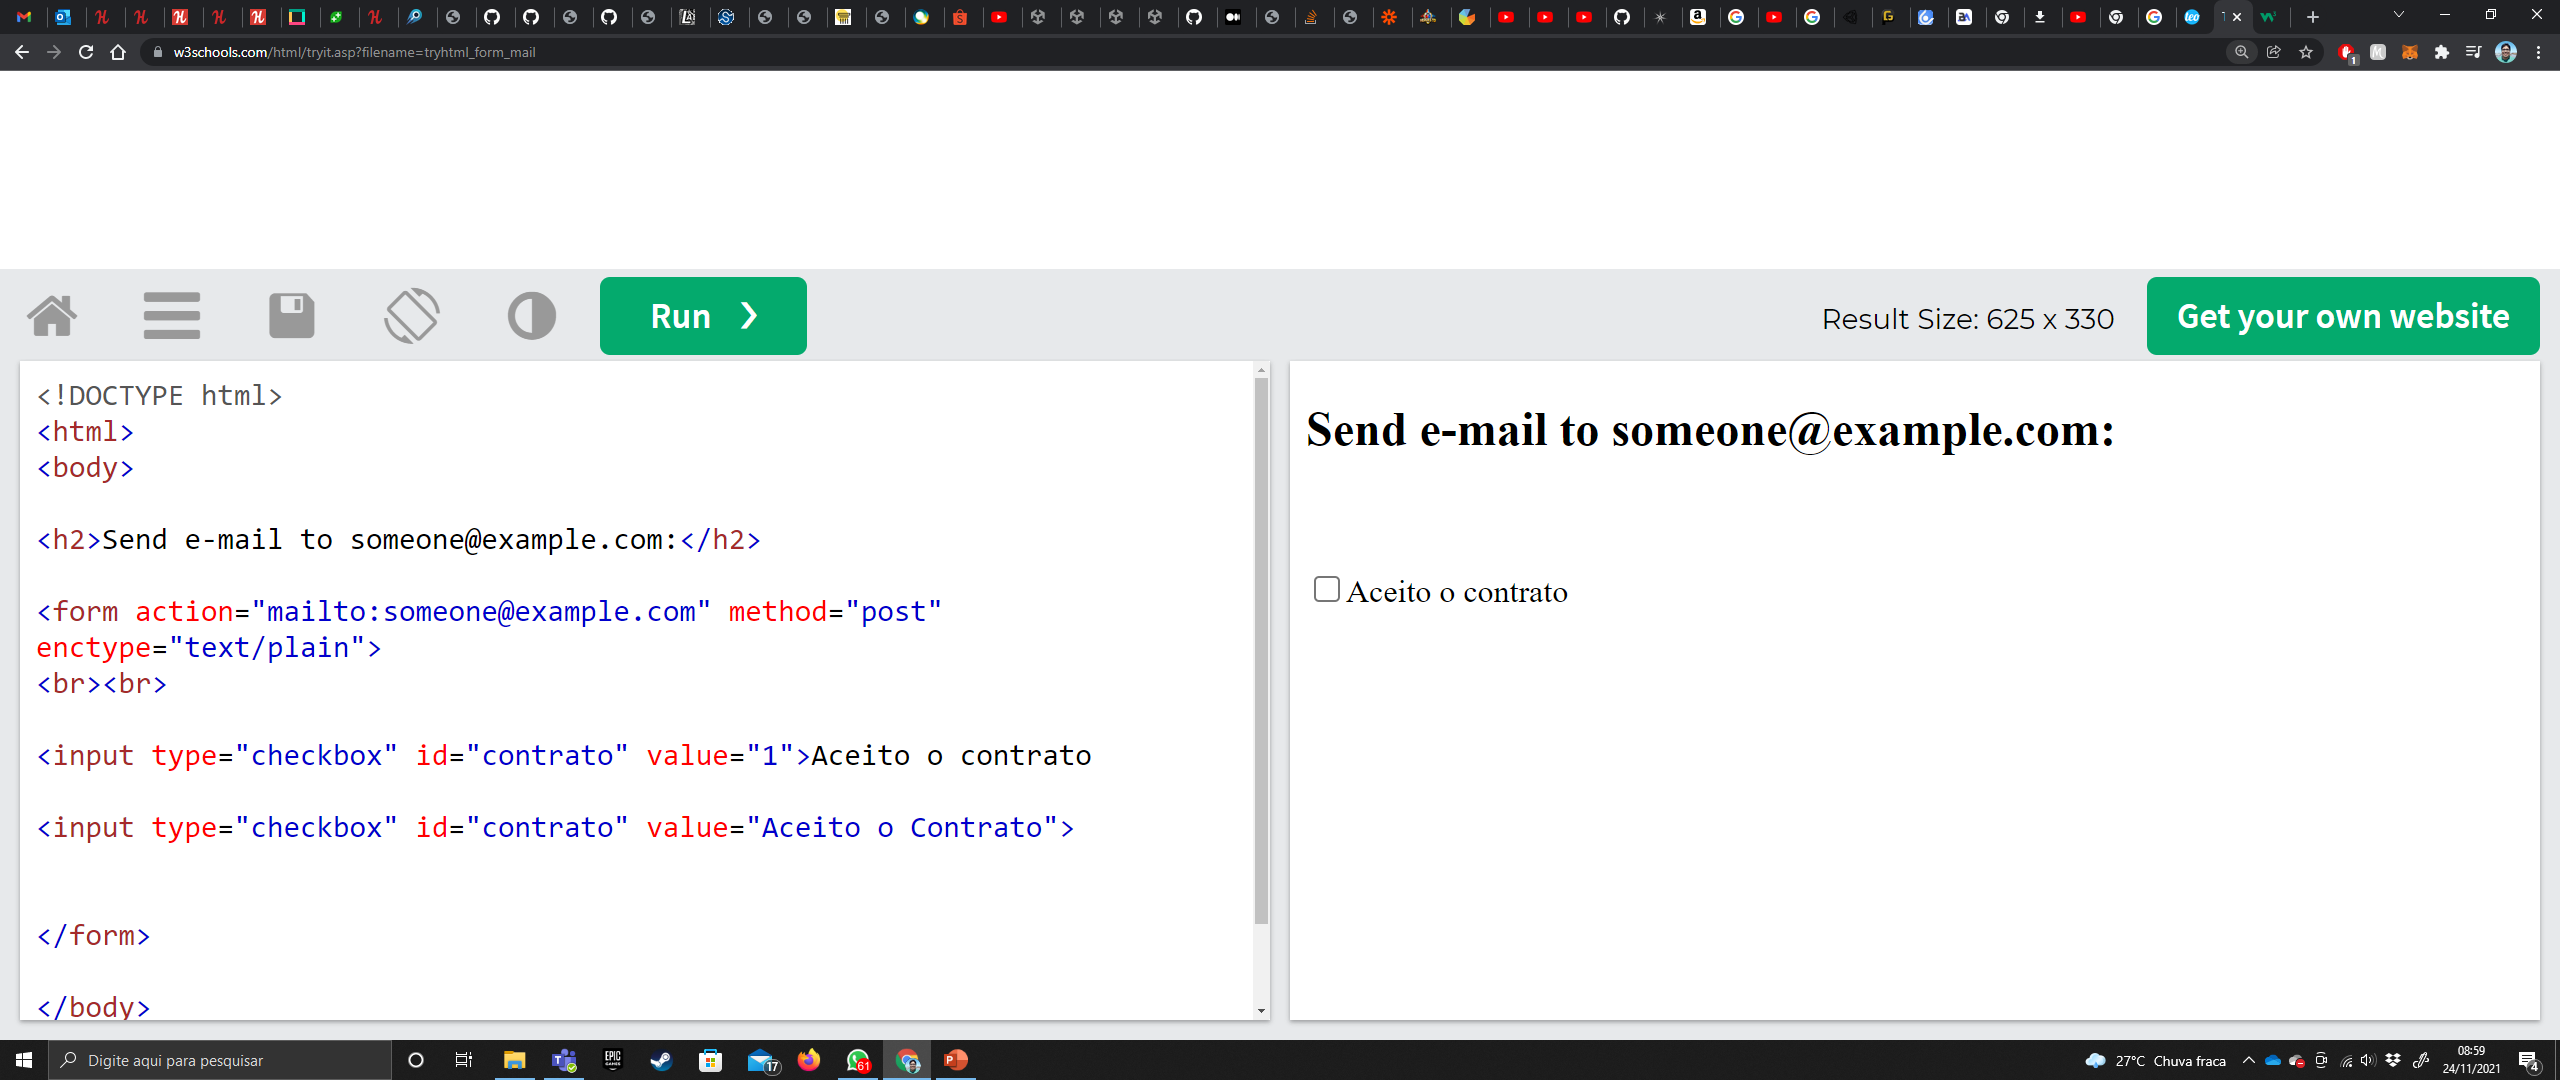 w3schools.com/html/tryit.asp?filename=tryhtml_form_mail
Run ❯
Result Size: 625 x 330
Get your own website
<!DOCTYPE html>
<html>
<body>
<h2>Send e-mail to someone@example.com:</h2>
<form action="mailto:someone@example.com" method="post"
enctype="text/plain">
<br><br>
<input type="checkbox" id="contrato" value="1">Aceito o contrato
<input type="checkbox" id="contrato" value="Aceito o Contrato">
</form>
</body>
Send e-mail to someone@example.com:
Aceito o contrato
Digite aqui para pesquisar
17
61
27°C Chuva fraca
08:59
24/11/2021
4